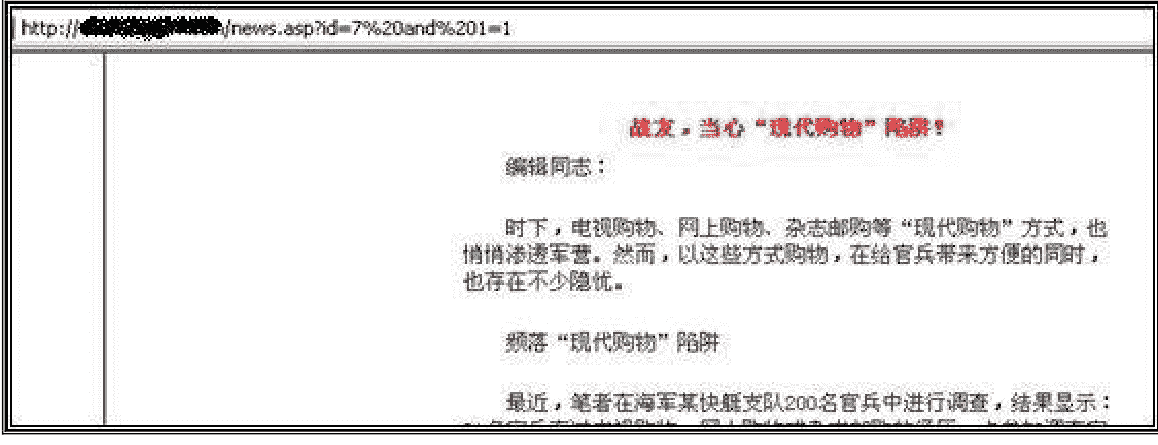 http:// /news.asp?id=7%20and%201=1
战友，当心“现代购物”陷阱！
编辑同志：
时下，电视购物、网上购物、杂志邮购等“现代购物”方式，也
悄悄渗透军营。然而，以这些方式购物，在给官兵带来方便的同时，
也存在不少隐忧。
频落“现代购物”陷阱
最近，笔者在海军某快艇支队200名官兵中进行调查，结果显示：